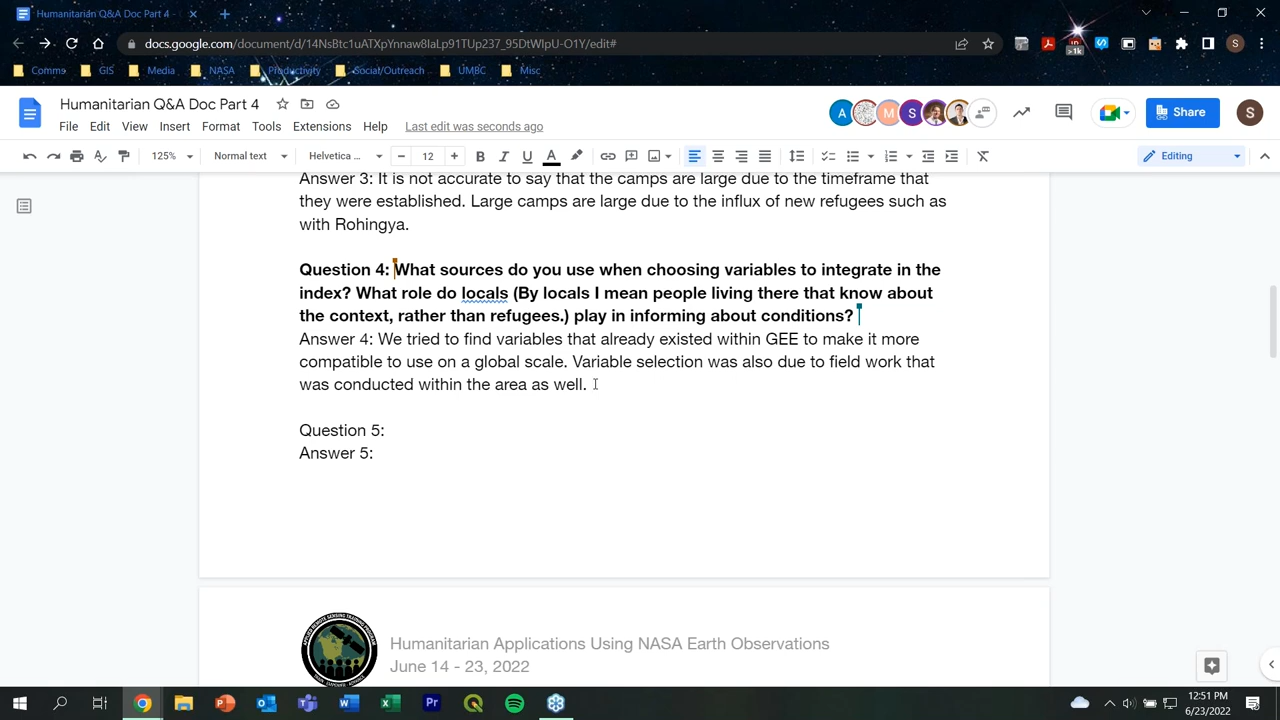 Humanitarian Q&A Doc Part 4 -
docs.google.com/document/d/14NsBtc1uATXpYnnaw8IaLp91TUp237_95DtWIpU-O1Y/edit#
>1k
S
Comms GIS Media NASA Productivity Social/Outreach UMBC Misc
Humanitarian Q&A Doc Part 4
A M S
Share
S
File Edit View Insert Format Tools Extensions Help Last edit was seconds ago
125% Normal text Helvetica ... 12 B I U A Editing
Answer 3: It is not accurate to say that the camps are large due to the timeframe that
they were established. Large camps are large due to the influx of new refugees such as
with Rohingya.
Question 4: What sources do you use when choosing variables to integrate in the
index? What role do locals (By locals I mean people living there that know about
the context, rather than refugees.) play in informing about conditions?
Answer 4: We tried to find variables that already existed within GEE to make it more
compatible to use on a global scale. Variable selection was also due to field work that
was conducted within the area as well.
Question 5:
Answer 5:
Humanitarian Applications Using NASA Earth Observations
June 14 - 23, 2022
12:51 PM
6/23/2022